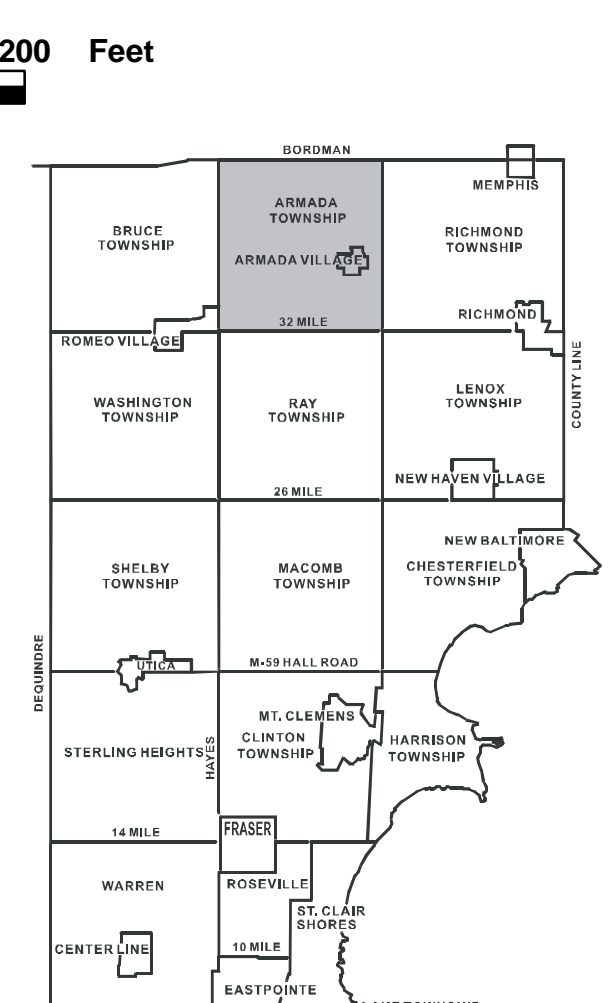 200 Feet
BORDMAN
MEMPHIS
ARMADA
TOWNSHIP
BRUCE
TOWNSHIP
RICHMOND
TOWNSHIP
ARMADA VILLAGE
RICHMOND
32 MILE
ROMEO VILLAGE
COUNTY LINE
WASHINGTON
TOWNSHIP
RAY
TOWNSHIP
LENOX
TOWNSHIP
NEW HAVEN VILLAGE
26 MILE
NEW BALTIMORE
SHELBY
TOWNSHIP
MACOMB
TOWNSHIP
CHESTERFIELD
TOWNSHIP
DEQUINDRE
UTICA
M-59 HALL ROAD
MT. CLEMENS
STERLING HEIGHTS
HAYES
CLINTON
TOWNSHIP
HARRISON
TOWNSHIP
14 MILE
FRASER
WARREN
ROSEVILLE
ST. CLAIR
SHORES
CENTER LINE
10 MILE
EASTPOINTE